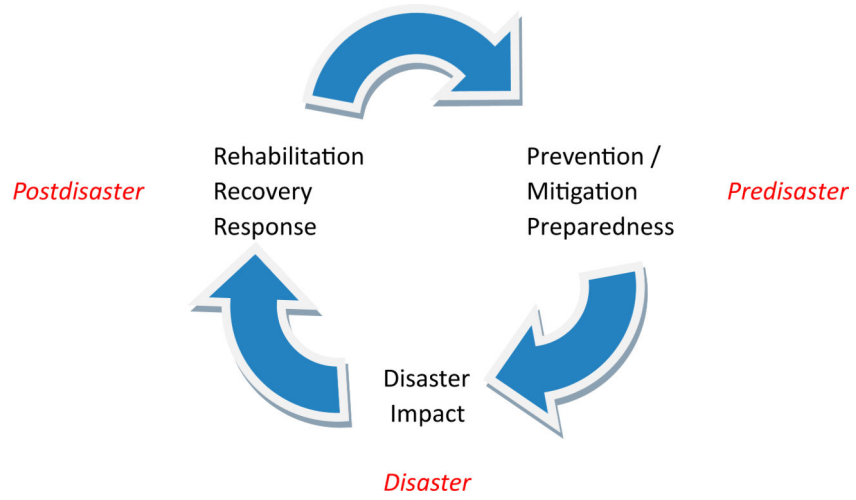 Postdisaster
Rehabilitation
Recovery
Response
Prevention /
Mitigation
Preparedness
Predisaster
Disaster
Impact
Disaster